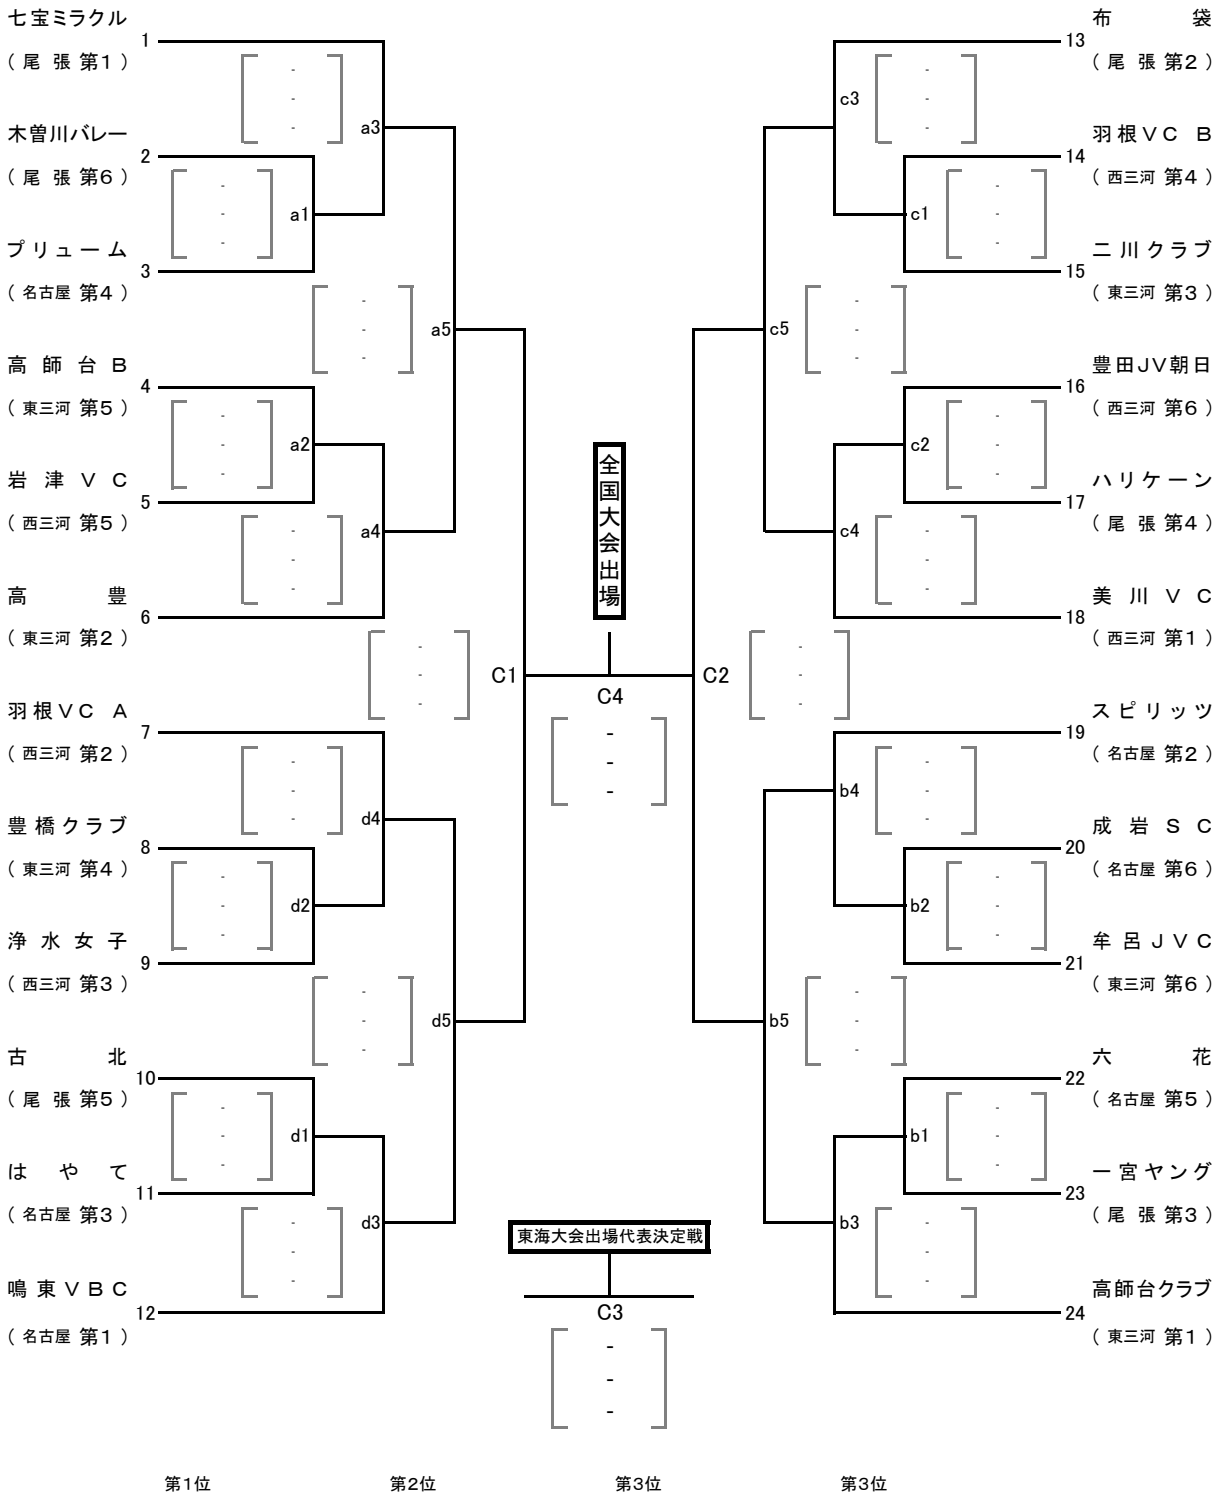 七宝ミラクル
1
( 尾 張 第1 )
木曽川バレー
2
( 尾 張 第6 )
プリューム
3
( 名古屋 第4 )
高 師 台 B
4
( 東三河 第5 )
岩 津 V C
5
( 西三河 第5 )
高 豊
6
( 東三河 第2 )
羽根VC A
7
( 西三河 第2 )
豊橋クラブ
8
( 東三河 第4 )
浄 水 女 子
9
( 西三河 第3 )
古 北
10
( 尾 張 第5 )
は や て
11
( 名古屋 第3 )
鳴東VBC
12
( 名古屋 第1 )
a3
a1
a5
a2
a4
C1
d4
d2
d5
d1
d3
全国大会出場
C4
-
-
-
東海大会出場代表決定戦
C3
-
-
-
c3
c1
c5
c2
c4
C2
b4
b2
b5
b1
b3
布 袋
13
( 尾 張 第2 )
羽根VC B
14
( 西三河 第4 )
二川クラブ
15
( 東三河 第3 )
豊田JV朝日
16
( 西三河 第6 )
ハリケーン
17
( 尾 張 第4 )
美 川 V C
18
( 西三河 第1 )
スピリッツ
19
( 名古屋 第2 )
成 岩 S C
20
( 名古屋 第6 )
牟呂JVC
21
( 東三河 第6 )
六 花
22
( 名古屋 第5 )
一宮ヤング
23
( 尾 張 第3 )
高師台クラブ
24
( 東三河 第1 )
第1位 第2位 第3位 第3位